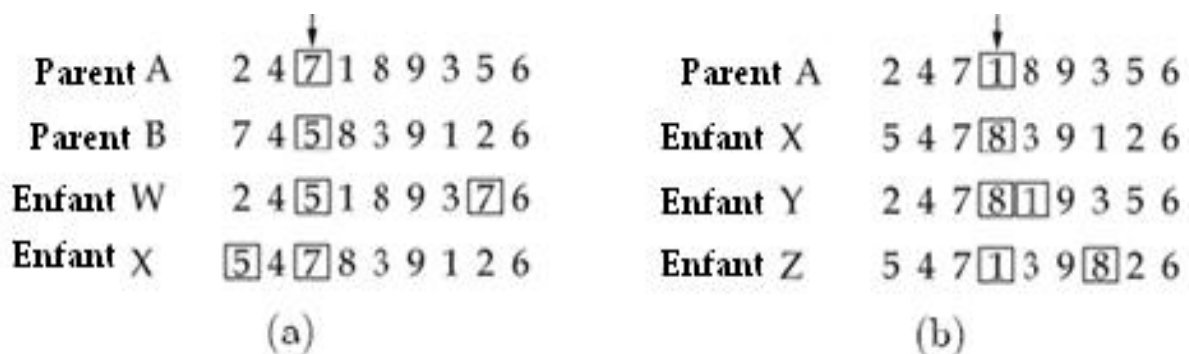 Parent A 2 4 7 1 8 9 3 5 6
Parent B 7 4 5 8 3 9 1 2 6
Enfant W 2 4 5 1 8 9 3 7 6
Enfant X 5 4 7 8 3 9 1 2 6
(a)
Parent A 2 4 7 1 8 9 3 5 6
Enfant X 5 4 7 8 3 9 1 2 6
Enfant Y 2 4 7 8 1 9 3 5 6
Enfant Z 5 4 7 1 3 9 8 2 6
(b)